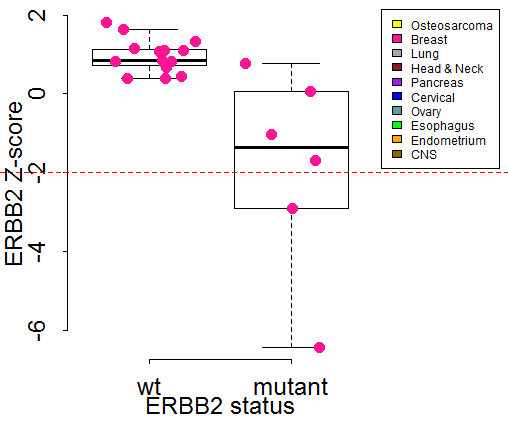 2
0
-2
-4
-6
ERBB2 Z-score
wt
mutant
ERBB2 status
Osteosarcoma
Breast
Lung
Head & Neck
Pancreas
Cervical
Ovary
Esophagus
Endometrium
CNS